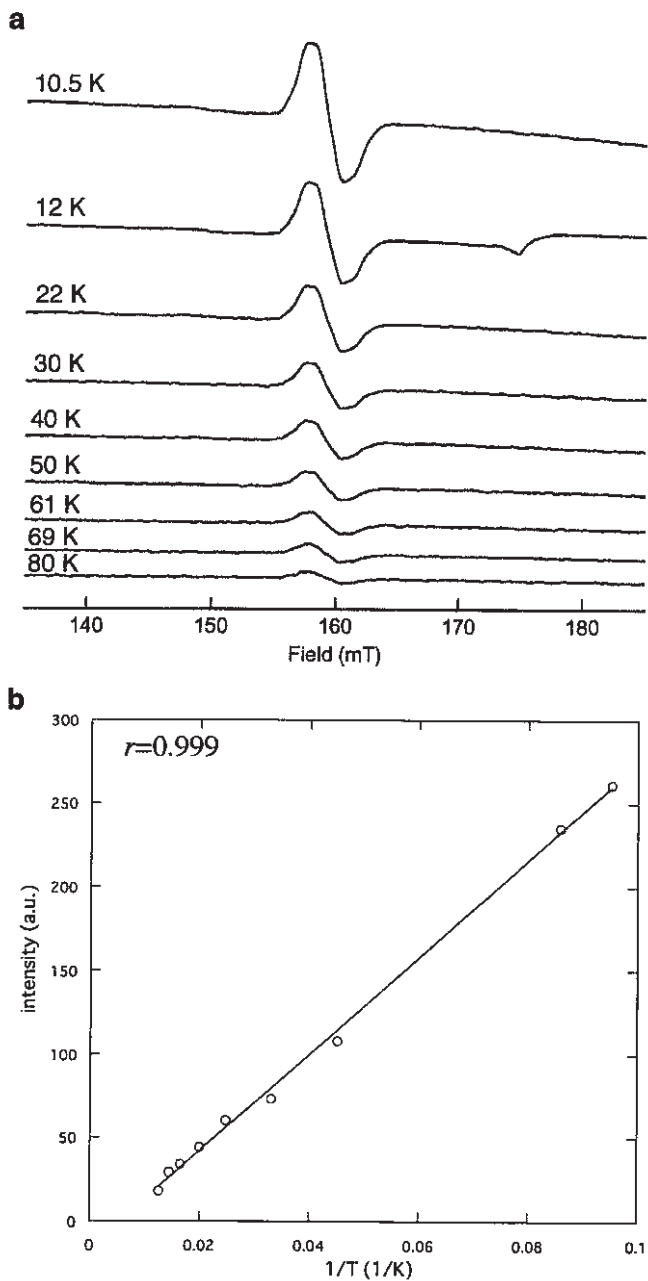 a
10.5 K
12 K
22 K
30 K
40 K
50 K
61 K
69 K
80 K
140 150 160 170 180
Field (mT)
b
r=0.999
300
250
200
150
100
50
0
intensity (a.u.)
0 0.02 0.04 0.06 0.08 0.1
1/T (1/K)